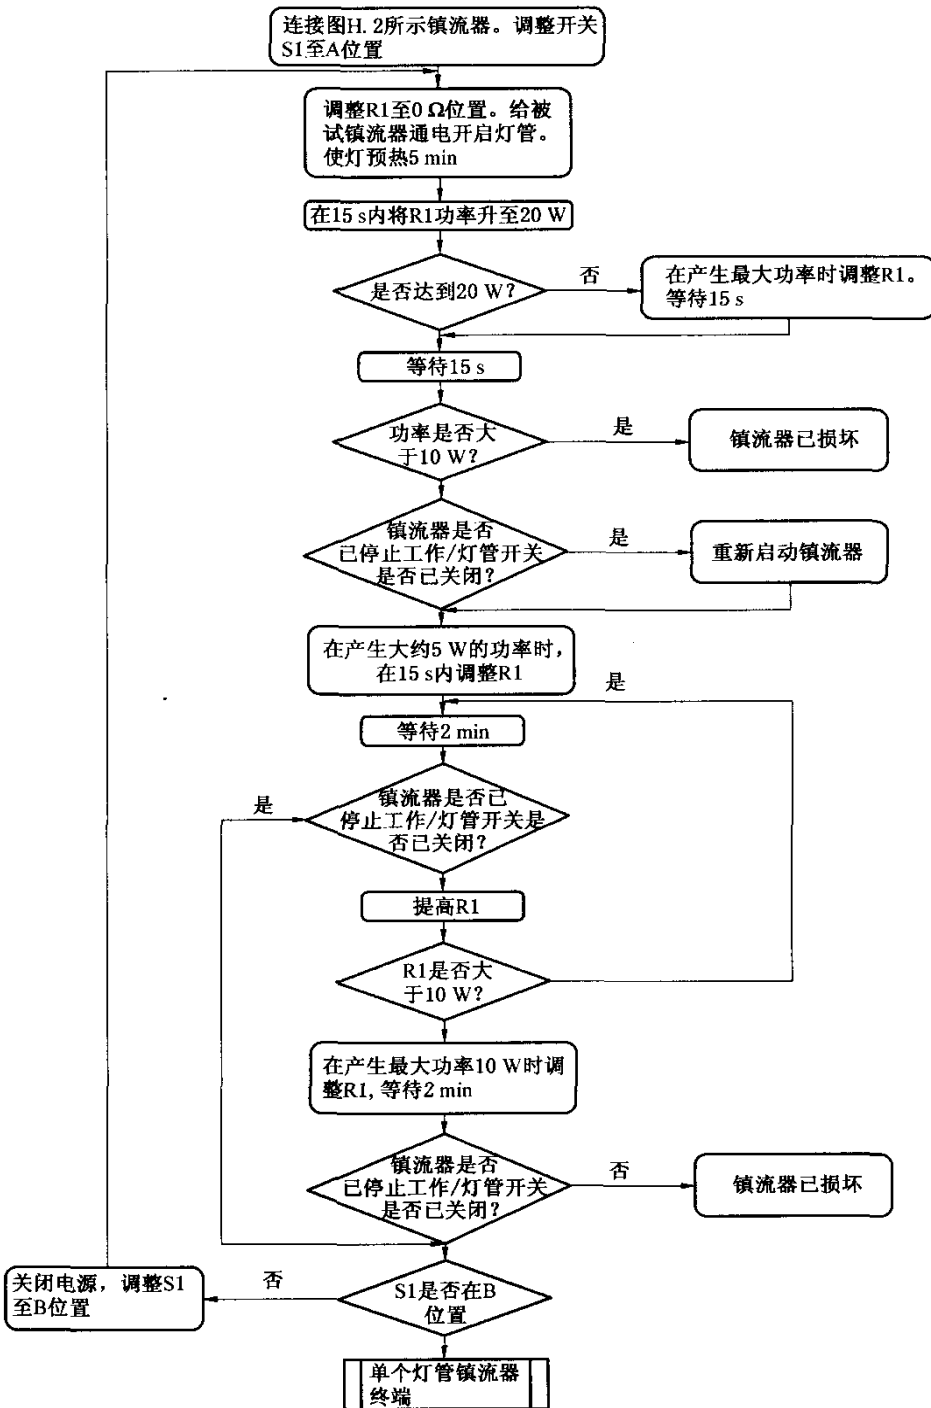 连接图H.2所示镇流器。调整开关
S1至A位置
调整R1至0 Ω位置。给被
试镇流器通电开启灯管。
使灯预热5 min
在15 s内将R1功率升至20 W
是否达到20 W？
否
在产生最大功率时调整R1。
等待15 s
等待15 s
功率是否大
于10 W？
是
镇流器已损坏
镇流器是否
已停止工作/灯管开关
是否已关闭？
是
重新启动镇流器
在产生大约5 W的功率时，
在15 s内调整R1
是
等待2 min
镇流器是否已
停止工作/灯管开关是
否已关闭？
是
提高R1
R1是否大
于10 W？
在产生最大功率10 W时调
整R1, 等待2 min
镇流器是否
已停止工作/灯管开关
是否已关闭？
否
镇流器已损坏
关闭电源，调整S1
至B位置
否
S1是否在B
位置
单个灯管镇流器
终端